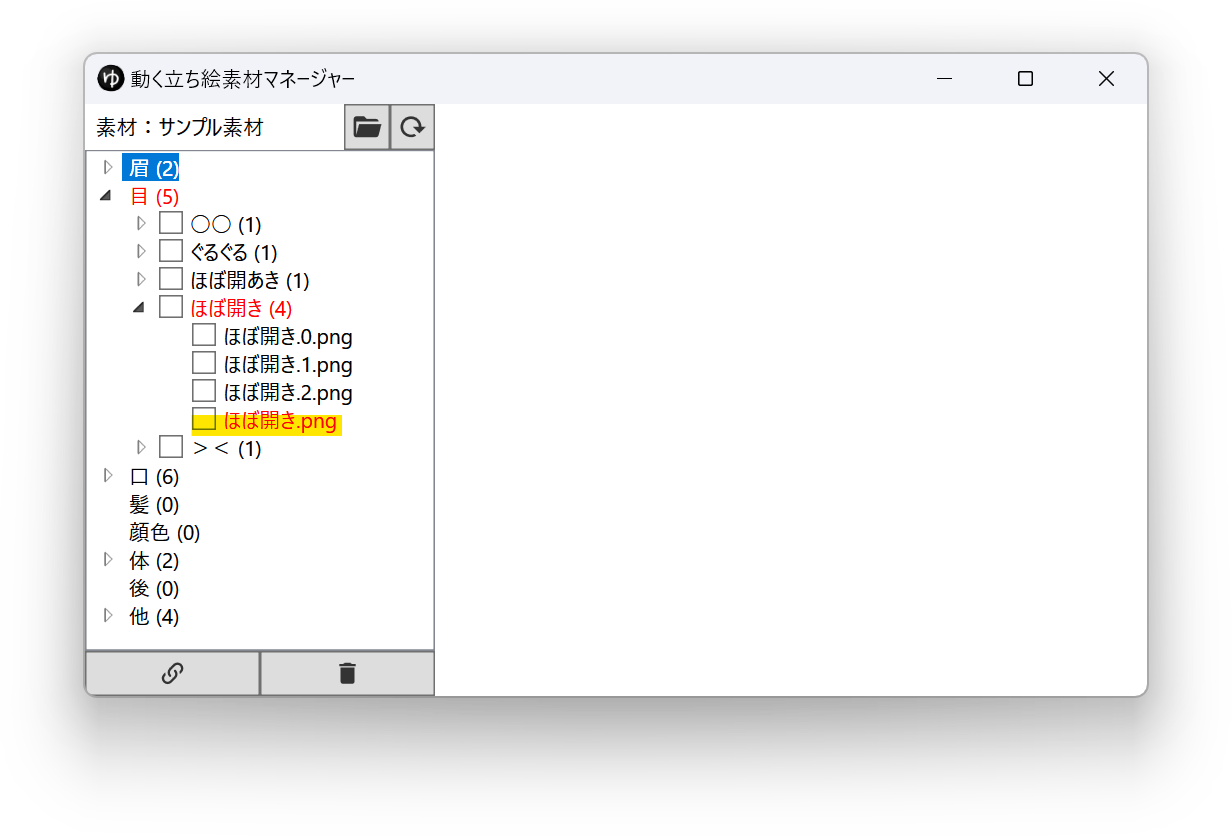 ゆ 動く立ち絵素材マネージャー
素材：サンプル素材
眉 (2)
目 (5)
○○ (1)
ぐるぐる (1)
ほぼ開あき (1)
ほぼ開き (4)
ほぼ開き.0.png
ほぼ開き.1.png
ほぼ開き.2.png
ほぼ開き.png
＞＜ (1)
口 (6)
髪 (0)
顔色 (0)
体 (2)
後 (0)
他 (4)